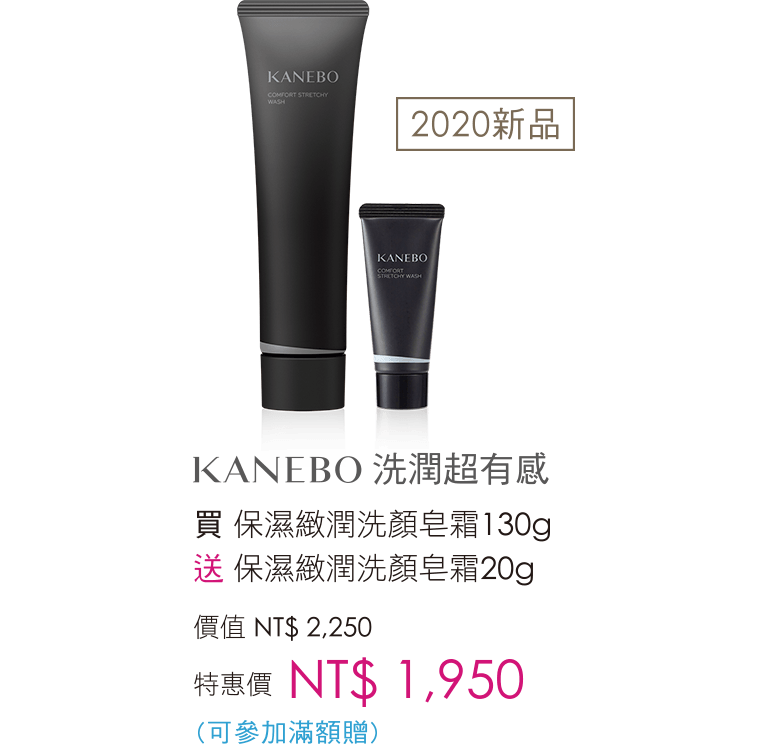 KANEBO
COMFORT STRETCHY
WASH
2020新品
KANEBO
COMFORT
STRETCHY WASH
KANEBO 洗潤超有感
買 保濕緻潤洗顏皂霜130g
送 保濕緻潤洗顏皂霜20g
價值 NT$ 2,250
特惠價 NT$ 1,950
（可參加滿額贈）